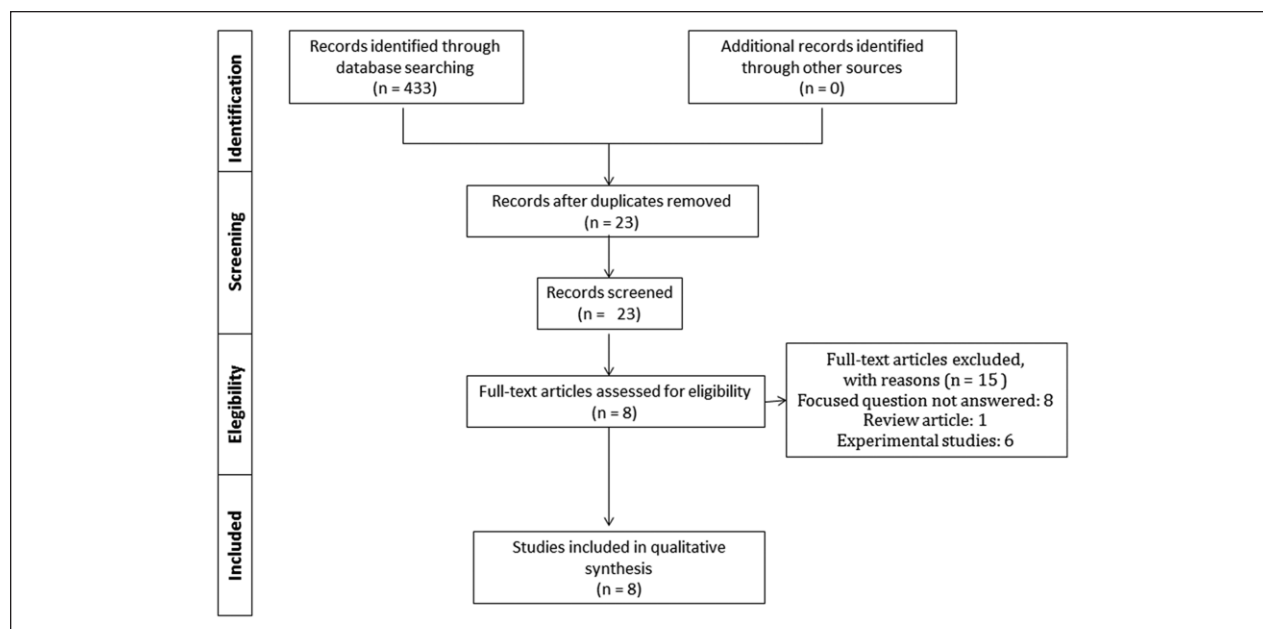 Identification
Records identified through
database searching
(n = 433)
Additional records identified
through other sources
(n = 0)
Screening
Records after duplicates removed
(n = 23)
Records screened
(n = 23)
Elegibility
Full-text articles assessed for eligibility
(n = 8)
Full-text articles excluded,
with reasons (n = 15 )
Focused question not answered: 8
Review article: 1
Experimental studies: 6
Included
Studies included in qualitative
synthesis
(n = 8)